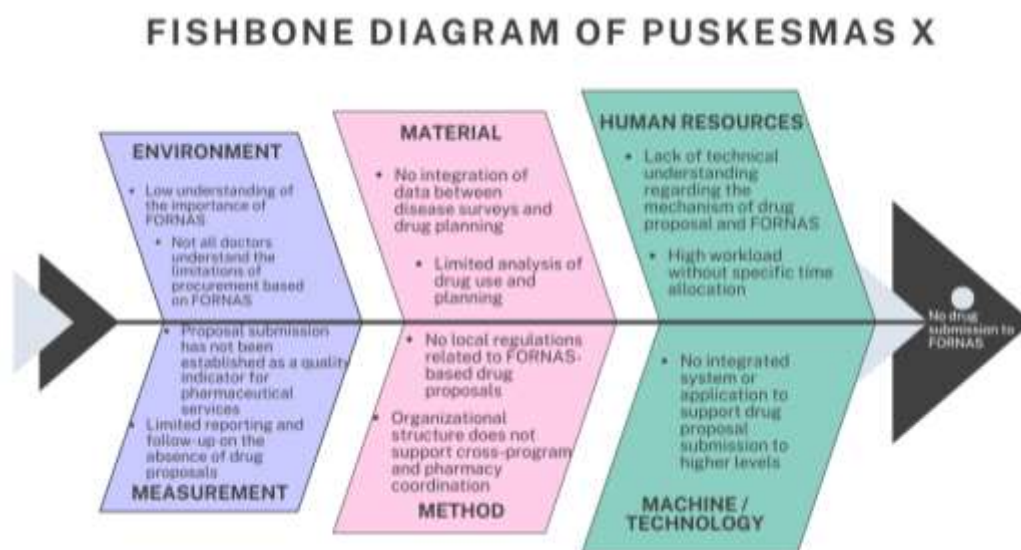 FISHBONE DIAGRAM OF PUSKESMAS X
ENVIRONMENT
• Low understanding of
the importance of
FORNAS
• Not all doctors
understand the
limitations of
procurement based
on FORNAS
MATERIAL
• No integration of
data between
disease surveys and
drug planning
• Limited analysis of
drug use and
planning
HUMAN RESOURCES
• Lack of technical
understanding
regarding the
mechanism of drug
proposal and FORNAS
• High workload
without specific time
allocation
• Proposal submission
has not been
established as a quality
indicator for
pharmaceutical
services
• Limited reporting and
follow-up on the
absence of drug
proposals
MEASUREMENT
• No local regulations
related to FORNAS-
based drug
proposals
• Organizational
structure does not
support cross-program
and pharmacy
coordination
METHOD
• No integrated
system or
application to
support drug
proposal
submission to
higher levels
MACHINE /
TECHNOLOGY
No drug
submission to
FORNAS